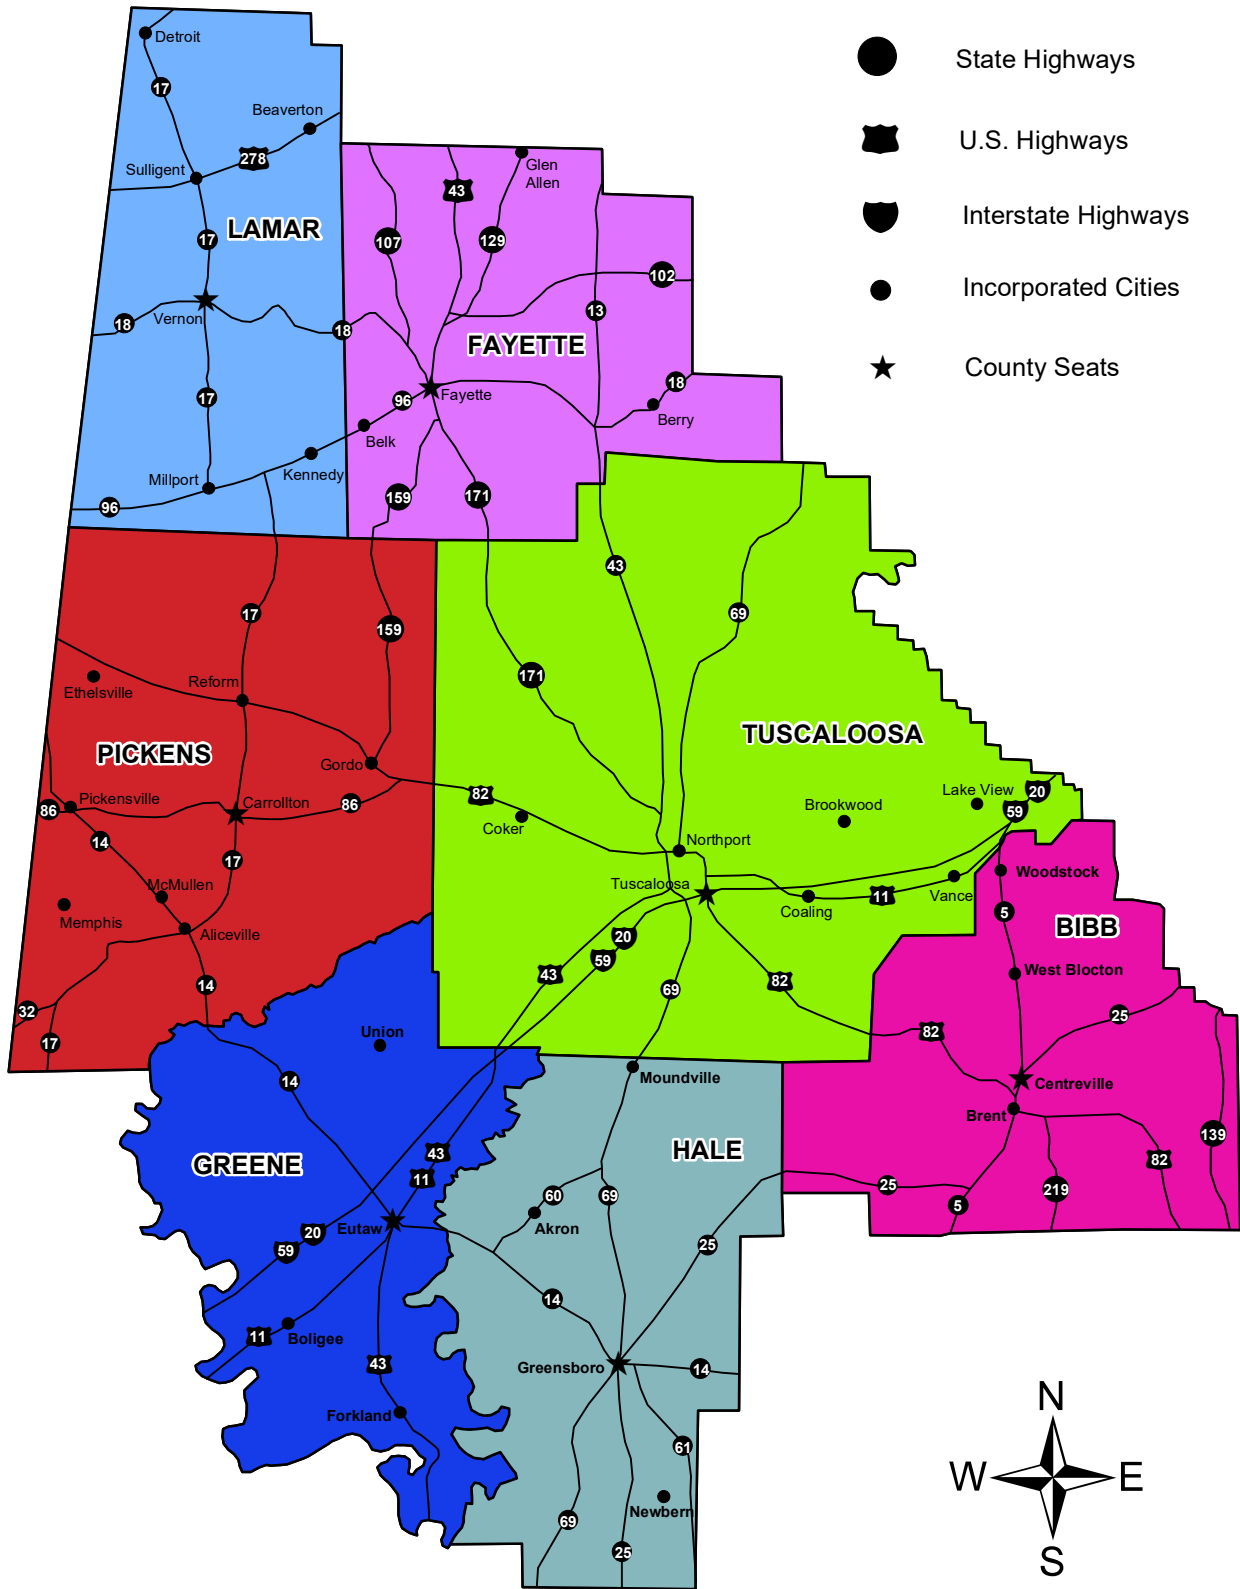 Detroit
State Highways
17
Beaverton
U.S. Highways
278
Sulligent
Glen
Allen
43
LAMAR
Interstate Highways
17
107
129
102
Incorporated Cities
Vernon
18
18
13
FAYETTE
County Seats
17
96
Fayette
18
Berry
Belk
Kennedy
Millport
96
159
171
43
17
159
69
171
Ethelsville
Reform
TUSCALOOSA
PICKENS
Gordo
82
Lake View
20
Pickensville
Carrollton
86
86
Brookwood
59
Coker
14
Northport
17
McMullen
Tuscaloosa
Woodstock
11
Vance
Memphis
Coaling
5
Aliceville
BIBB
20
59
43
West Blocton
14
69
82
32
25
Union
82
17
14
Moundville
Centreville
Brent
139
43
HALE
82
GREENE
11
60
69
25
219
5
Akron
Eutaw
20
59
25
14
11
Boligee
43
Greensboro
14
Forkland
N
61
W
E
Newbern
69
25
S